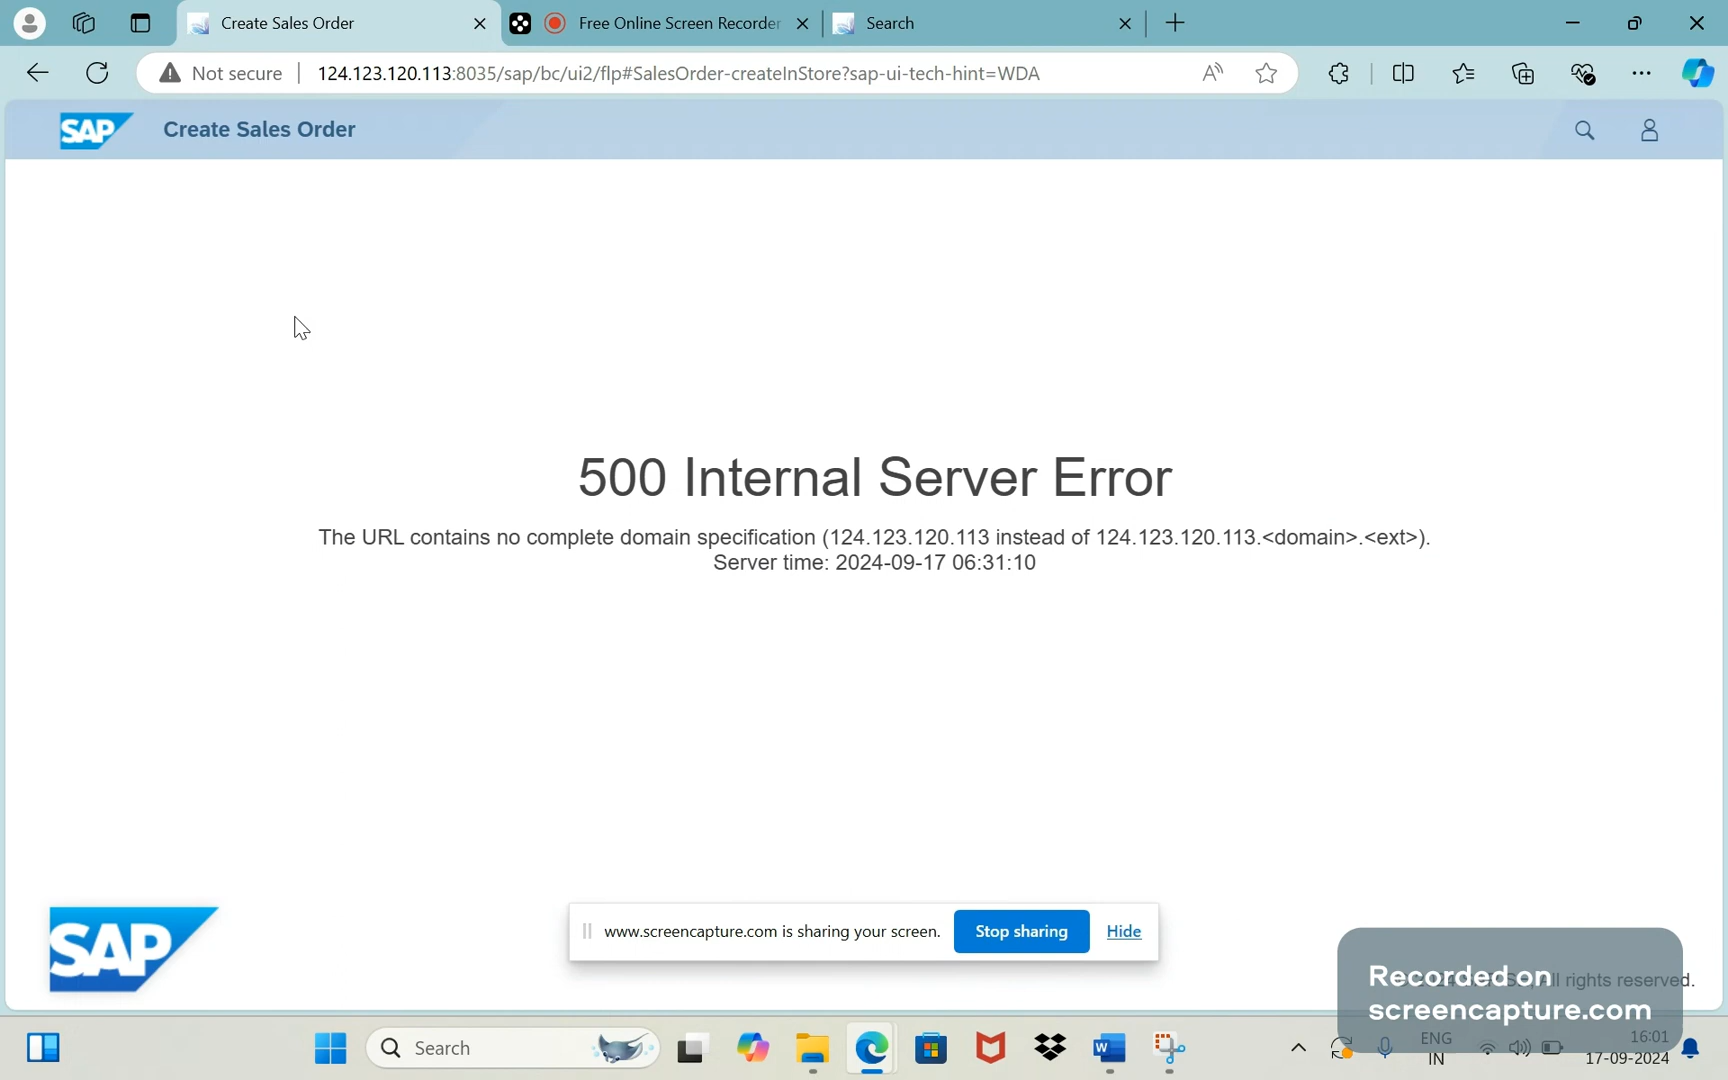 Create Sales Order
Free Online Screen Recorder
Search
Not secure
124.123.120.113:8035/sap/bc/ui2/flp#SalesOrder-createInStore?sap-ui-tech-hint=WDA
SAP Create Sales Order
500 Internal Server Error
The URL contains no complete domain specification (124.123.120.113 instead of 124.123.120.113.<domain>.<ext>).
Server time: 2024-09-17 06:31:10
SAP
www.screencapture.com is sharing your screen.
Stop sharing
Hide
All rights reserved.
Recorded on
screencapture.com
Search
ENG
IN
16:01
17-09-2024